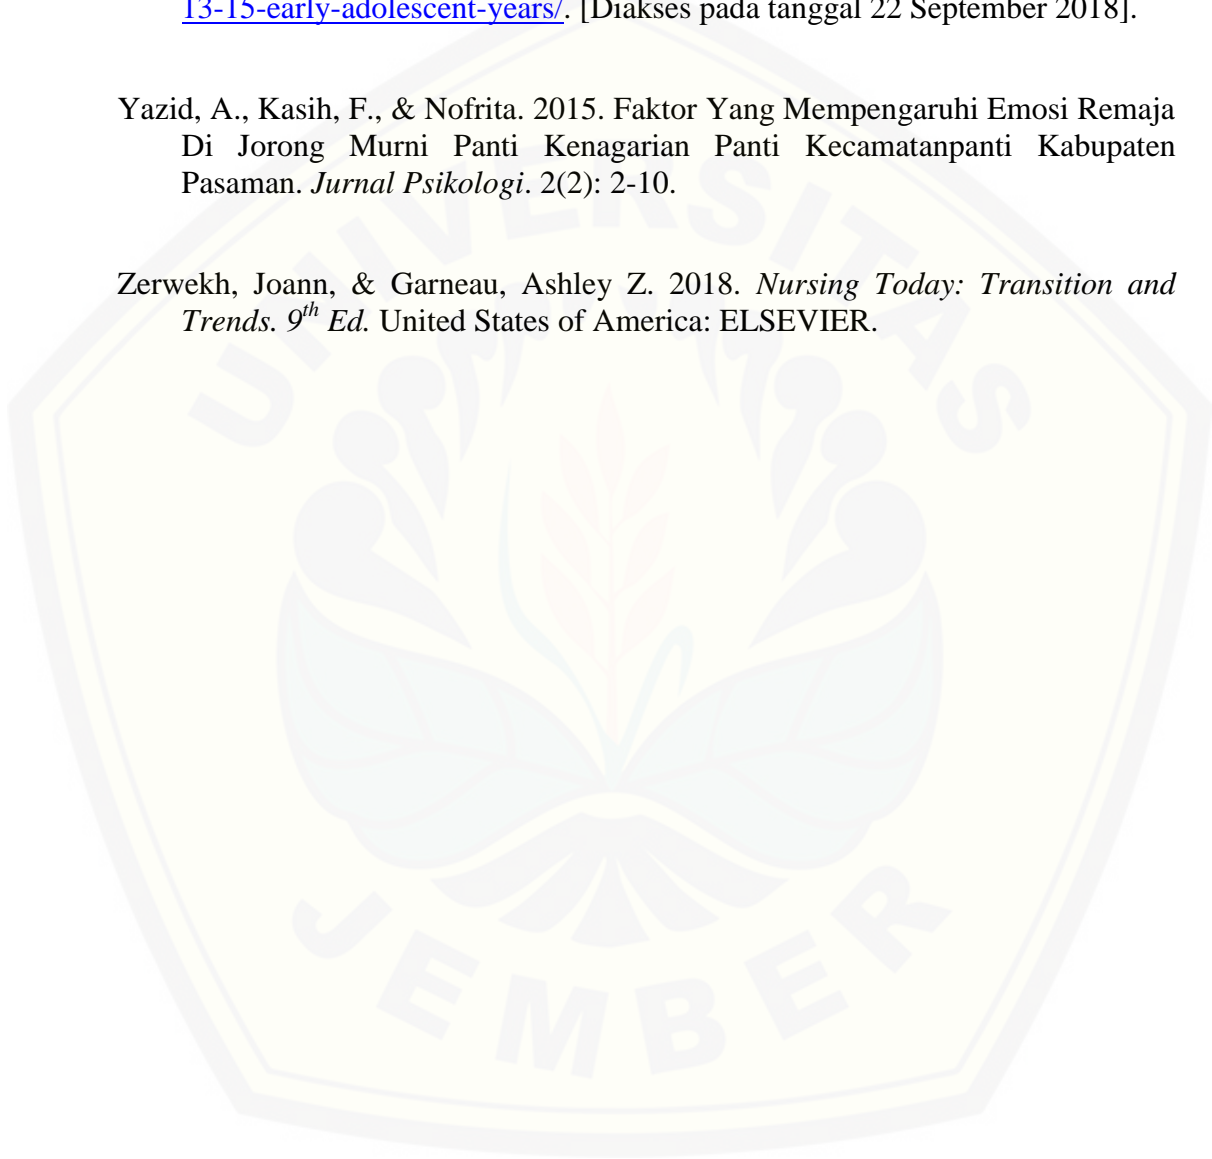 13-15-early-adolescent-years/. [Diakses pada tanggal 22 September 2018].
Yazid, A., Kasih, F., & Nofrita. 2015. Faktor Yang Mempengaruhi Emosi Remaja
Di Jorong Murni Panti Kenagarian Panti Kecamatanpanti Kabupaten
Pasaman. Jurnal Psikologi. 2(2): 2-10.
Zerwekh, Joann, & Garneau, Ashley Z. 2018. Nursing Today: Transition and
Trends. 9th Ed. United States of America: ELSEVIER.
UNIVERSITAS
JEMBER